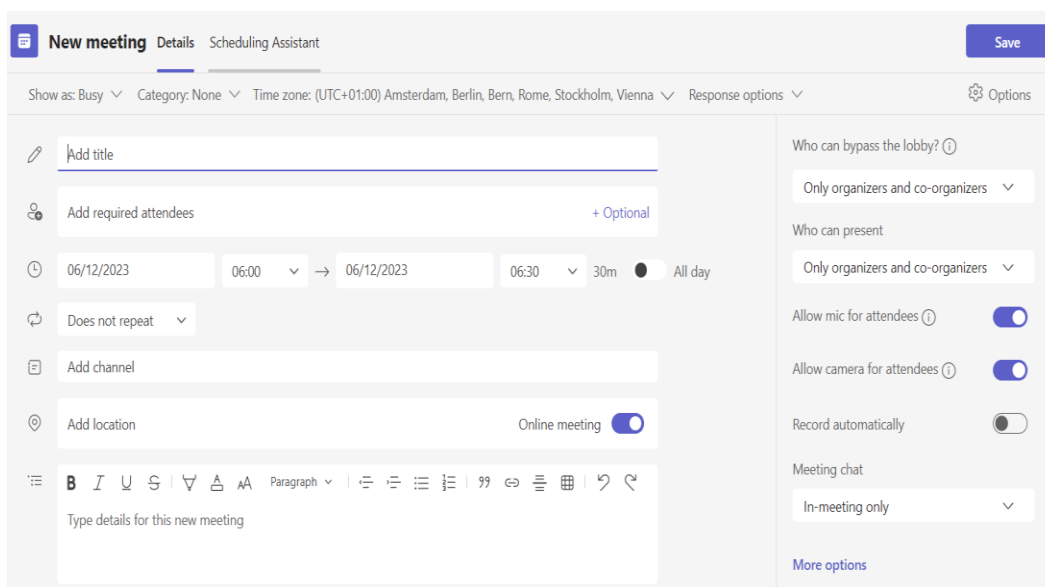 New meeting Details Scheduling Assistant Save
Show as: Busy Category: None Time zone: (UTC+01:00) Amsterdam, Berlin, Bern, Rome, Stockholm, Vienna Response options Options
Add title
Add required attendees + Optional
06/12/2023 06:00 → 06/12/2023 06:30 30m All day
Does not repeat
Add channel
Add location Online meeting
B I U S A AA Paragraph
Type details for this new meeting
Who can bypass the lobby?
Only organizers and co-organizers
Who can present
Only organizers and co-organizers
Allow mic for attendees
Allow camera for attendees
Record automatically
Meeting chat
In-meeting only
More options